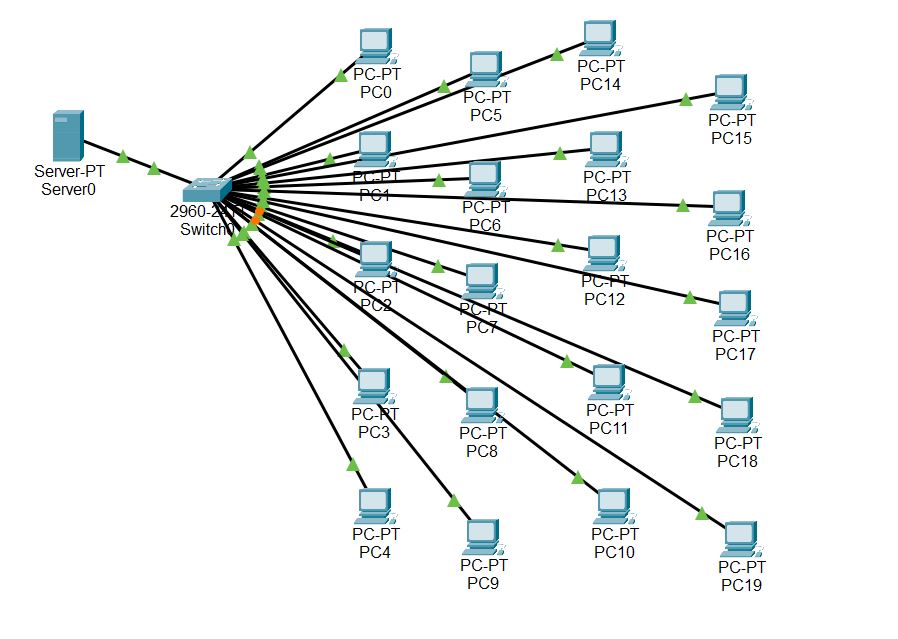 PC-PT
PC0
PC-PT
PC5
PC-PT
PC14
PC-PT
PC15
Server-PT
Server0
PC-PT
PC1
PC-PT
PC6
PC-PT
PC13
PC-PT
PC16
Switch0
PC-PT
PC2
PC-PT
PC7
PC-PT
PC12
PC-PT
PC17
PC-PT
PC3
PC-PT
PC8
PC-PT
PC11
PC-PT
PC18
PC-PT
PC4
PC-PT
PC9
PC-PT
PC10
PC-PT
PC19